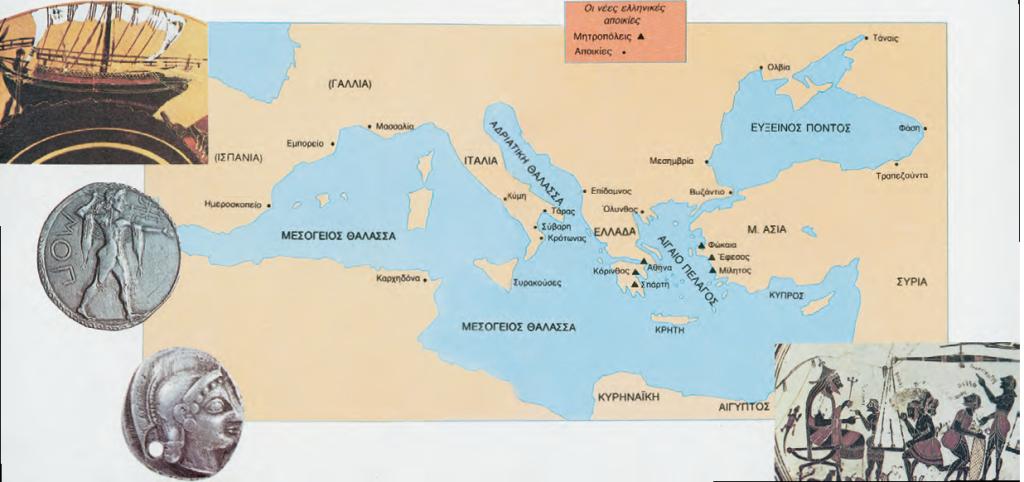 Οι νέες ελληνικές
αποικίες
Μητροπόλεις ▲
Αποικίες •
Τάναϊς
Ολβία
(ΓΑΛΛΙΑ)
ΕΥΞΕΙΝΟΣ ΠΟΝΤΟΣ
Φάση
Μασσαλία
Εμπορείο
(ΙΣΠΑΝΙΑ)
ΙΤΑΛΙΑ
ΑΔΡΙΑΤΙΚΗ ΘΑΛΑΣΣΑ
Μεσημβρία
Τραπεζούντα
Επίδαμνος
Βυζάντιο
Κύμη
Ημεροσκοπείο
Τάρας
Όλυνθος
Σύβαρη
ΕΛΛΑΔΑ
Μ. ΑΣΙΑ
ΜΕΣΟΓΕΙΟΣ ΘΑΛΑΣΣΑ
Κρότωνας
ΑΙΓΑΙΟ ΠΕΛΑΓΟΣ
Φώκαια
Έφεσος
Αθήνα
Μίλητος
Κόρινθος
Καρχηδόνα
Συρακούσες
Σπάρτη
ΣΥΡΙΑ
ΚΥΠΡΟΣ
ΜΕΣΟΓΕΙΟΣ ΘΑΛΑΣΣΑ
ΚΡΗΤΗ
ΚΥΡΗΝΑΪΚΗ
ΑΙΓΥΠΤΟΣ